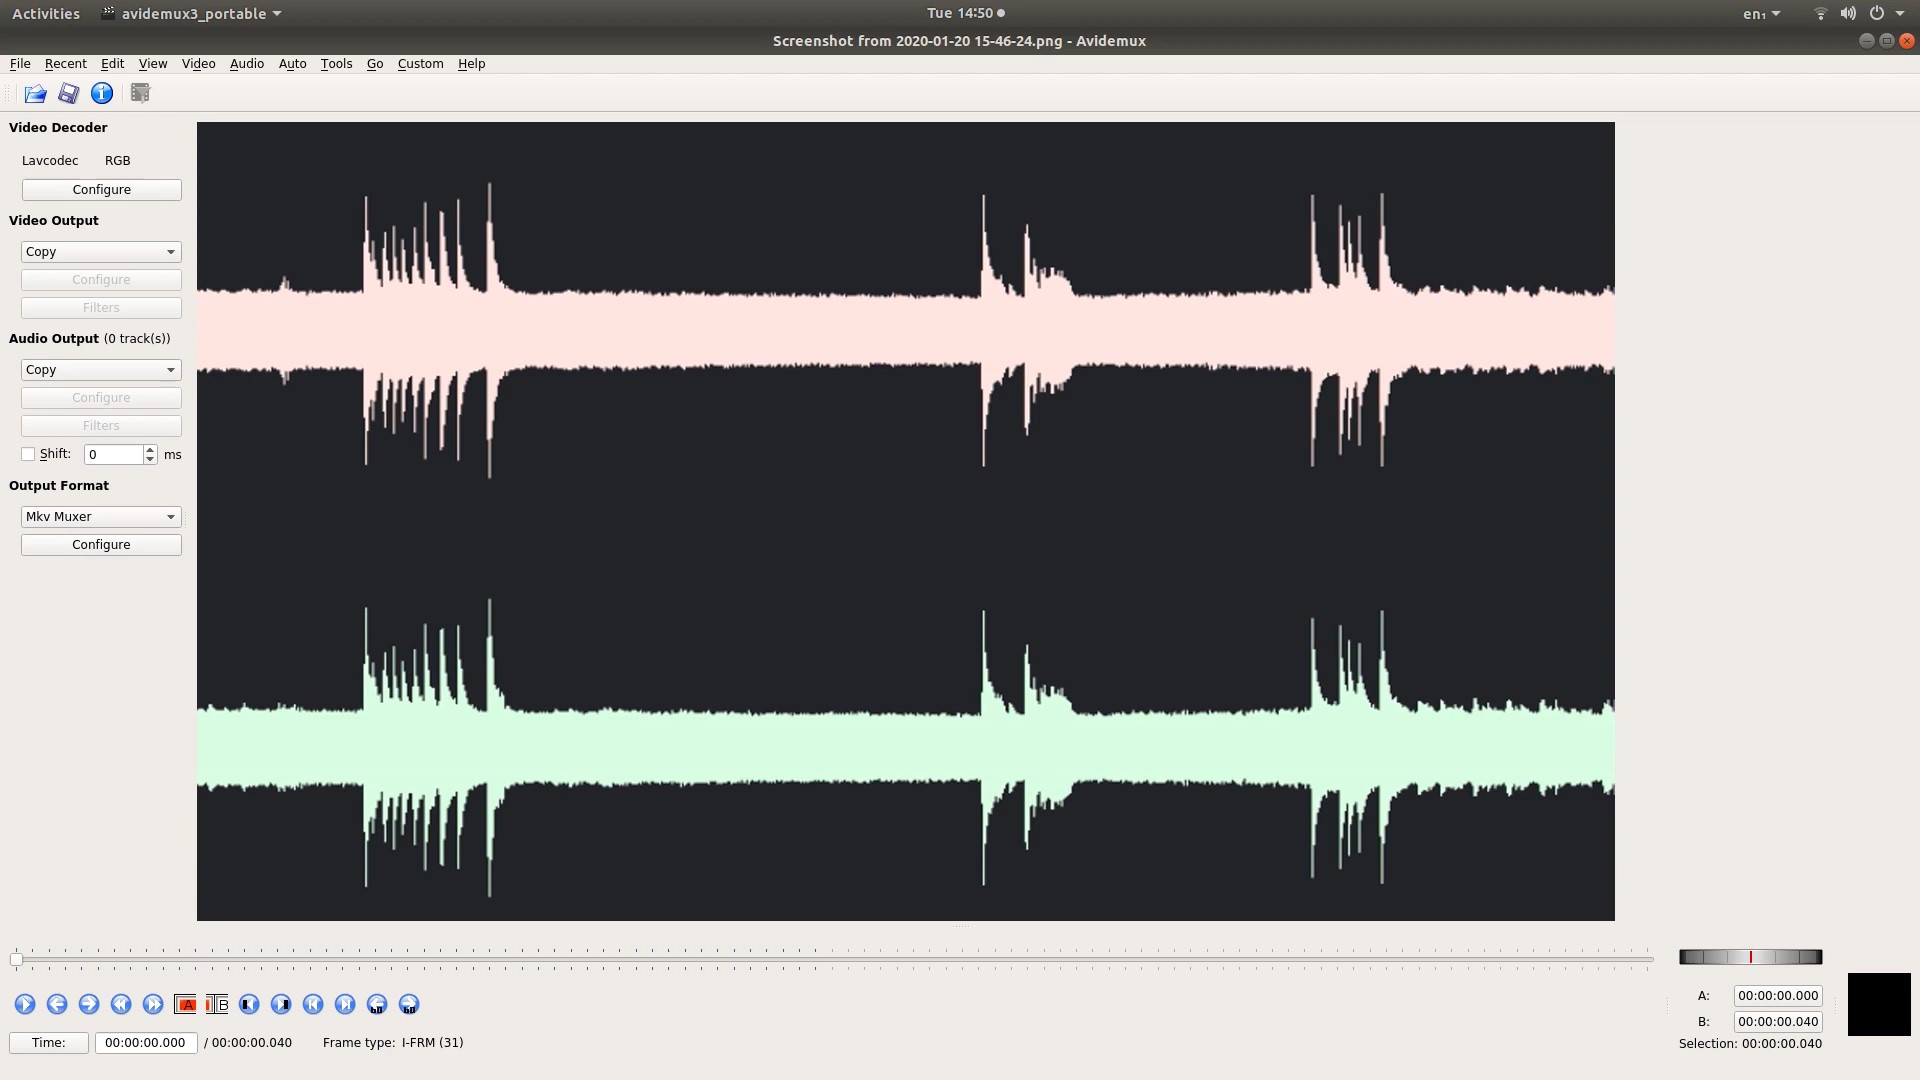 Activities avidemux3_portable Tue 14:50 en₁
Screenshot from 2020-01-20 15-46-24.png - Avidemux
File Recent Edit View Video Audio Auto Tools Go Custom Help
Video Decoder
Lavcodec RGB
Configure
Video Output
Copy
Configure
Filters
Audio Output (0 track(s))
Copy
Configure
Filters
Shift: 0 ms
Output Format
Mkv Muxer
Configure
A B 60 60
A: 00:00:00.000
B: 00:00:00.040
Time: 00:00:00.000 / 00:00:00.040 Frame type: I-FRM (31)
Selection: 00:00:00.040